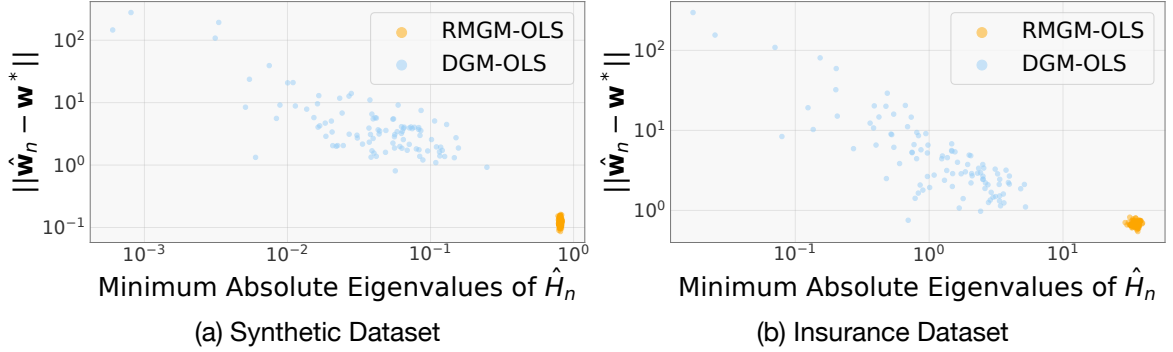 RMGM-OLS
DGM-OLS
10²
10¹
10⁰
10⁻¹
10⁻³
10⁻²
10⁻¹
10⁰
||ŵₙ − w*||
Minimum Absolute Eigenvalues of Ĥₙ
(a) Synthetic Dataset
RMGM-OLS
DGM-OLS
10²
10¹
10⁰
10⁻¹
10⁰
10¹
||ŵₙ − w*||
Minimum Absolute Eigenvalues of Ĥₙ
(b) Insurance Dataset